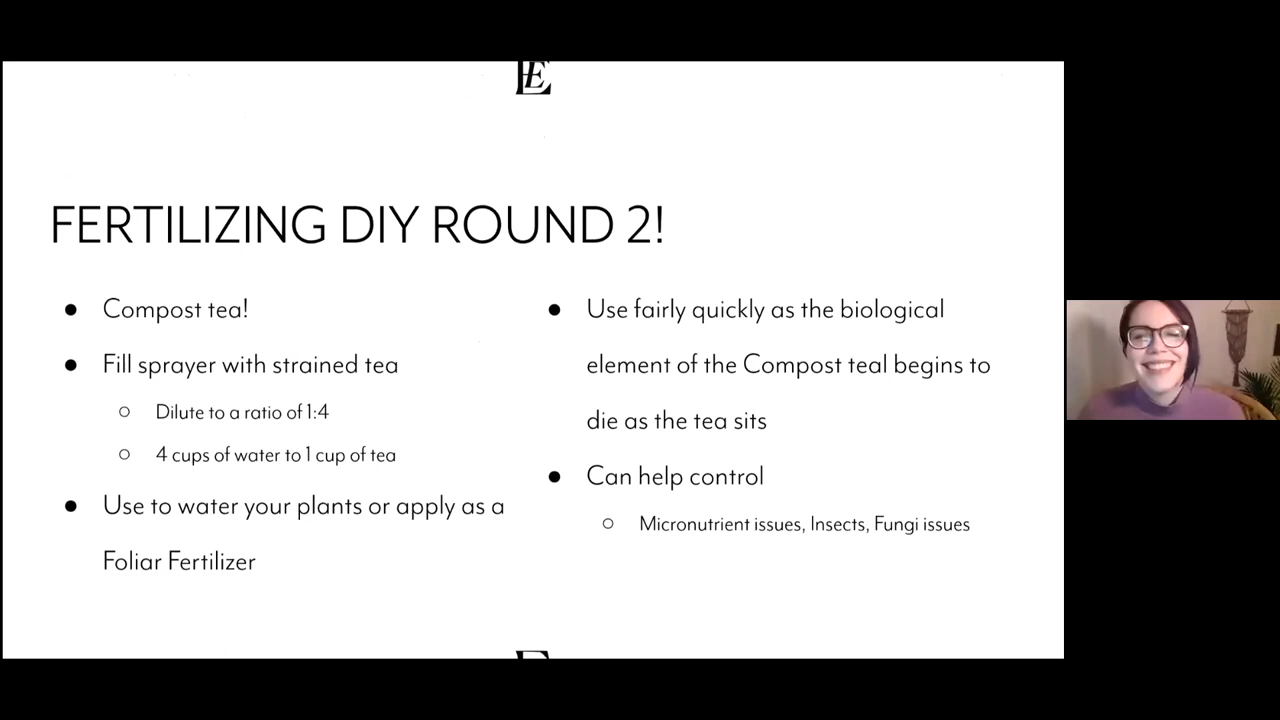 LE
FERTILIZING DIY ROUND 2!
● Compost tea!
● Fill sprayer with strained tea
○ Dilute to a ratio of 1:4
○ 4 cups of water to 1 cup of tea
● Use to water your plants or apply as a
Foliar Fertilizer
● Use fairly quickly as the biological
element of the Compost teal begins to
die as the tea sits
● Can help control
○ Micronutrient issues, Insects, Fungi issues